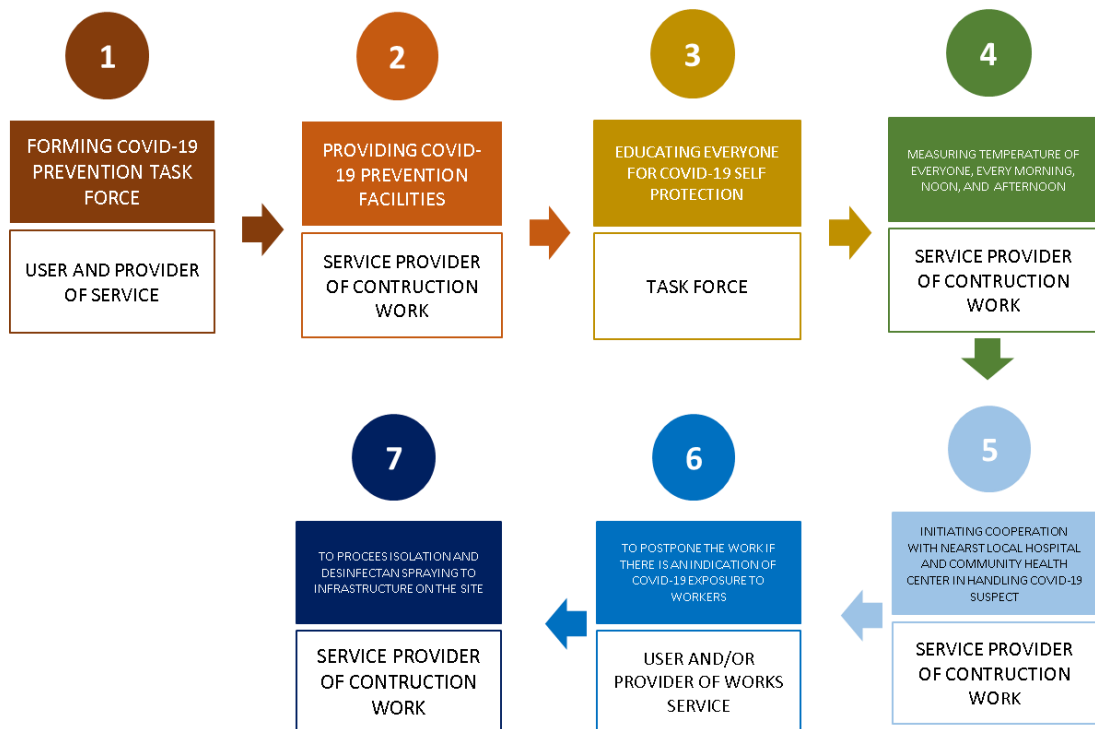 1
FORMING COVID-19
PREVENTION TASK
FORCE
USER AND PROVIDER
OF SERVICE
2
PROVIDING COVID-
19 PREVENTION
FACILITIES
SERVICE PROVIDER
OF CONTRUCTION
WORK
3
EDUCATING EVERYONE
FOR COVID-19 SELF
PROTECTION
TASK FORCE
4
MEASURING TEMPERATURE OF
EVERYONE, EVERY MORNING,
NOON, AND AFTERNOON
SERVICE PROVIDER
OF CONTRUCTION
WORK
5
INITIATING COOPERATION
WITH NEARST LOCAL HOSPITAL
AND COMMUNITY HEALTH
CENTER IN HANDLING COVID-19
SUSPECT
SERVICE PROVIDER
OF CONTRUCTION
WORK
6
TO POSTPONE THE WORK IF
THERE IS AN INDICATION OF
COVID-19 EXPOSURE TO
WORKERS
USER AND/OR
PROVIDER OF WORKS
SERVICE
7
TO PROCEES ISOLATION AND
DESINFECTAN SPRAYING TO
INFRASTRUCTURE ON THE SITE
SERVICE PROVIDER
OF CONTRUCTION
WORK